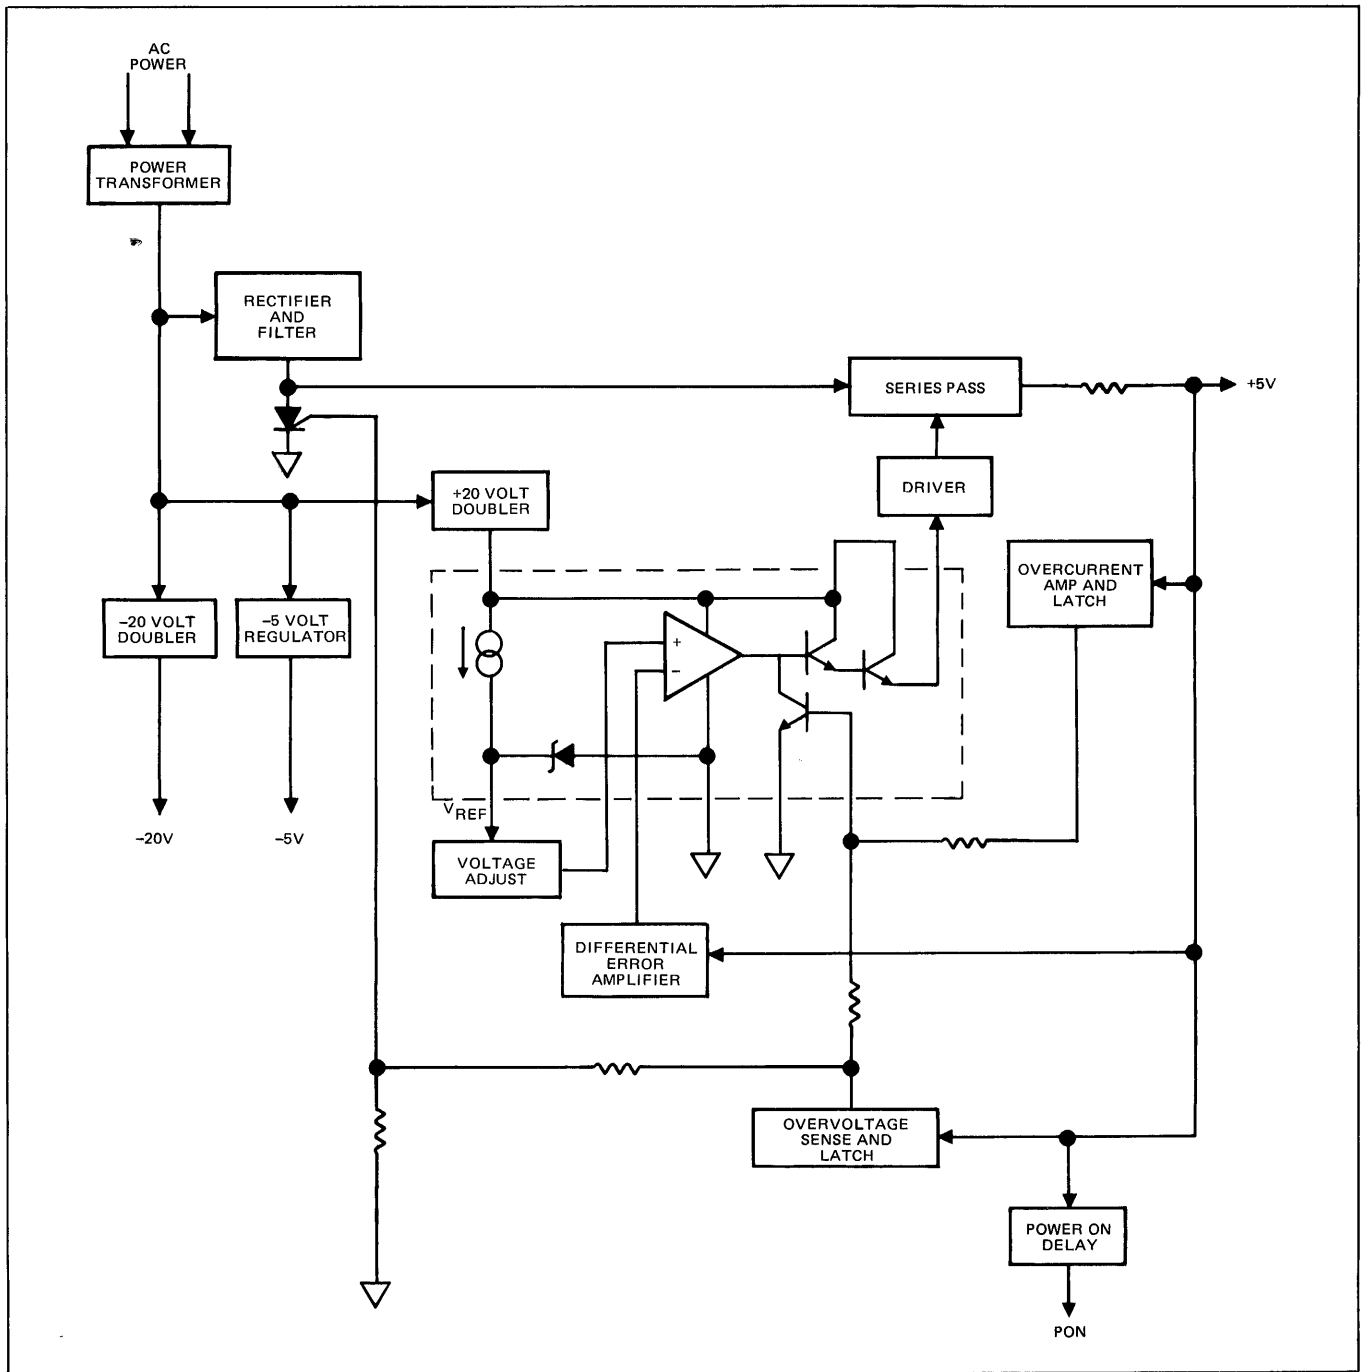 AC
POWER
POWER
TRANSFORMER
RECTIFIER
AND
FILTER
SERIES PASS
+5V
DRIVER
+20 VOLT
DOUBLER
OVERCURRENT
AMP AND
LATCH
−20 VOLT
DOUBLER
−5 VOLT
REGULATOR
+
−
VREF
−20V
−5V
VOLTAGE
ADJUST
DIFFERENTIAL
ERROR
AMPLIFIER
OVERVOLTAGE
SENSE AND
LATCH
POWER ON
DELAY
PON